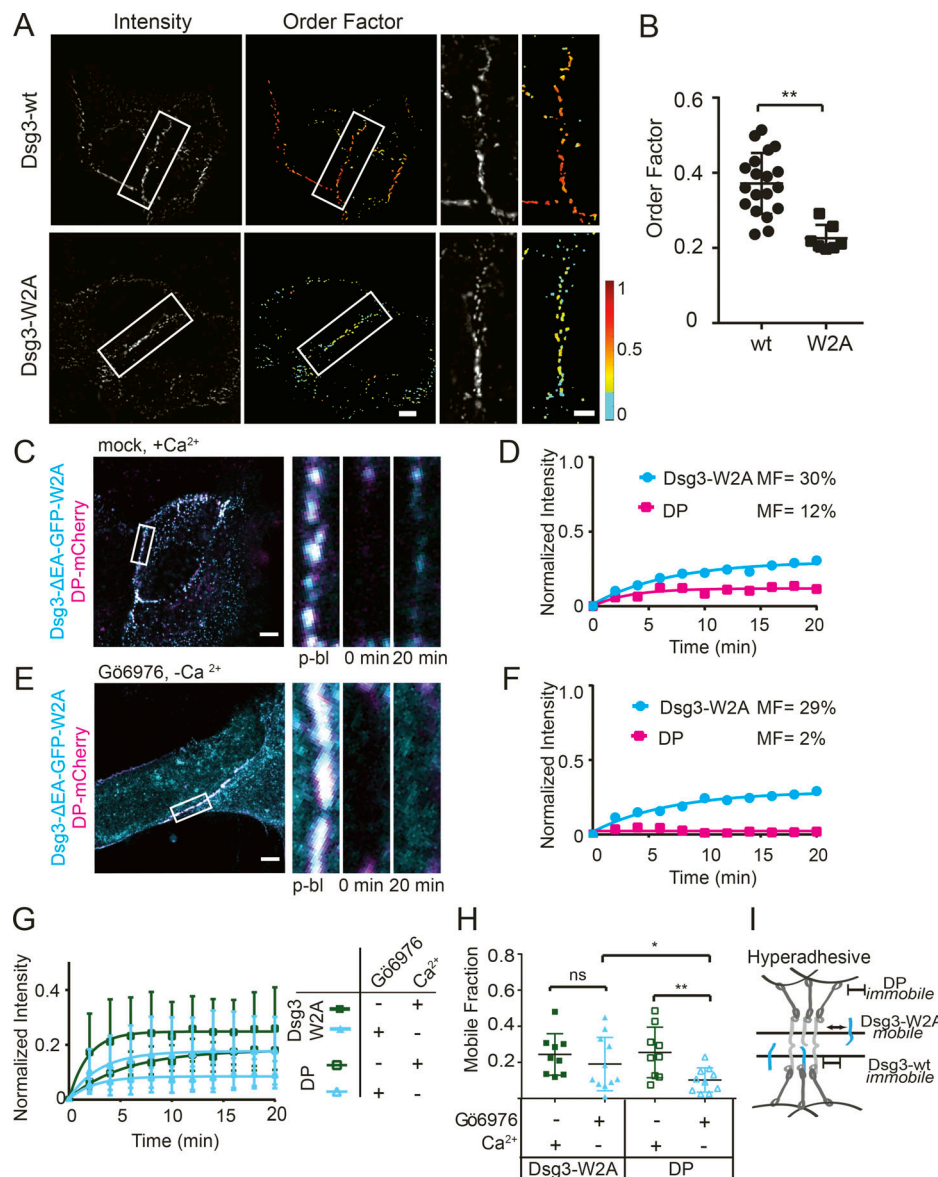 A
Intensity
Order Factor
Dsg3-wt
Dsg3-W2A
1
0.5
0
B
Order Factor
0.6
0.4
0.2
0
**
wt
W2A
C
mock, +Ca²⁺
Dsg3-ΔEA-GFP-W2A
DP-mCherry
p-bl
0 min
20 min
D
Normalized Intensity
1.0
0.5
0
Dsg3-W2A MF= 30%
DP MF= 12%
0 5 10 15 20
Time (min)
E
Gö6976, -Ca ²⁺
Dsg3-ΔEA-GFP-W2A
DP-mCherry
p-bl
0 min
20 min
F
Normalized Intensity
1.0
0.5
0
Dsg3-W2A MF= 29%
DP MF= 2%
0 5 10 15 20
Time (min)
G
Normalized Intensity
0.4
0.2
0
0 5 10 15 20
Time (min)
Gö6976
Ca²⁺
Dsg3
W2A
- +
+ -
DP
- +
+ -
H
Mobile Fraction
0.8
0.6
0.4
0.2
ns
*
**
Gö6976 - + - +
Ca²⁺ + - + -
Dsg3-W2A
DP
I
Hyperadhesive
DP
immobile
Dsg3-W2A
mobile
Dsg3-wt
immobile